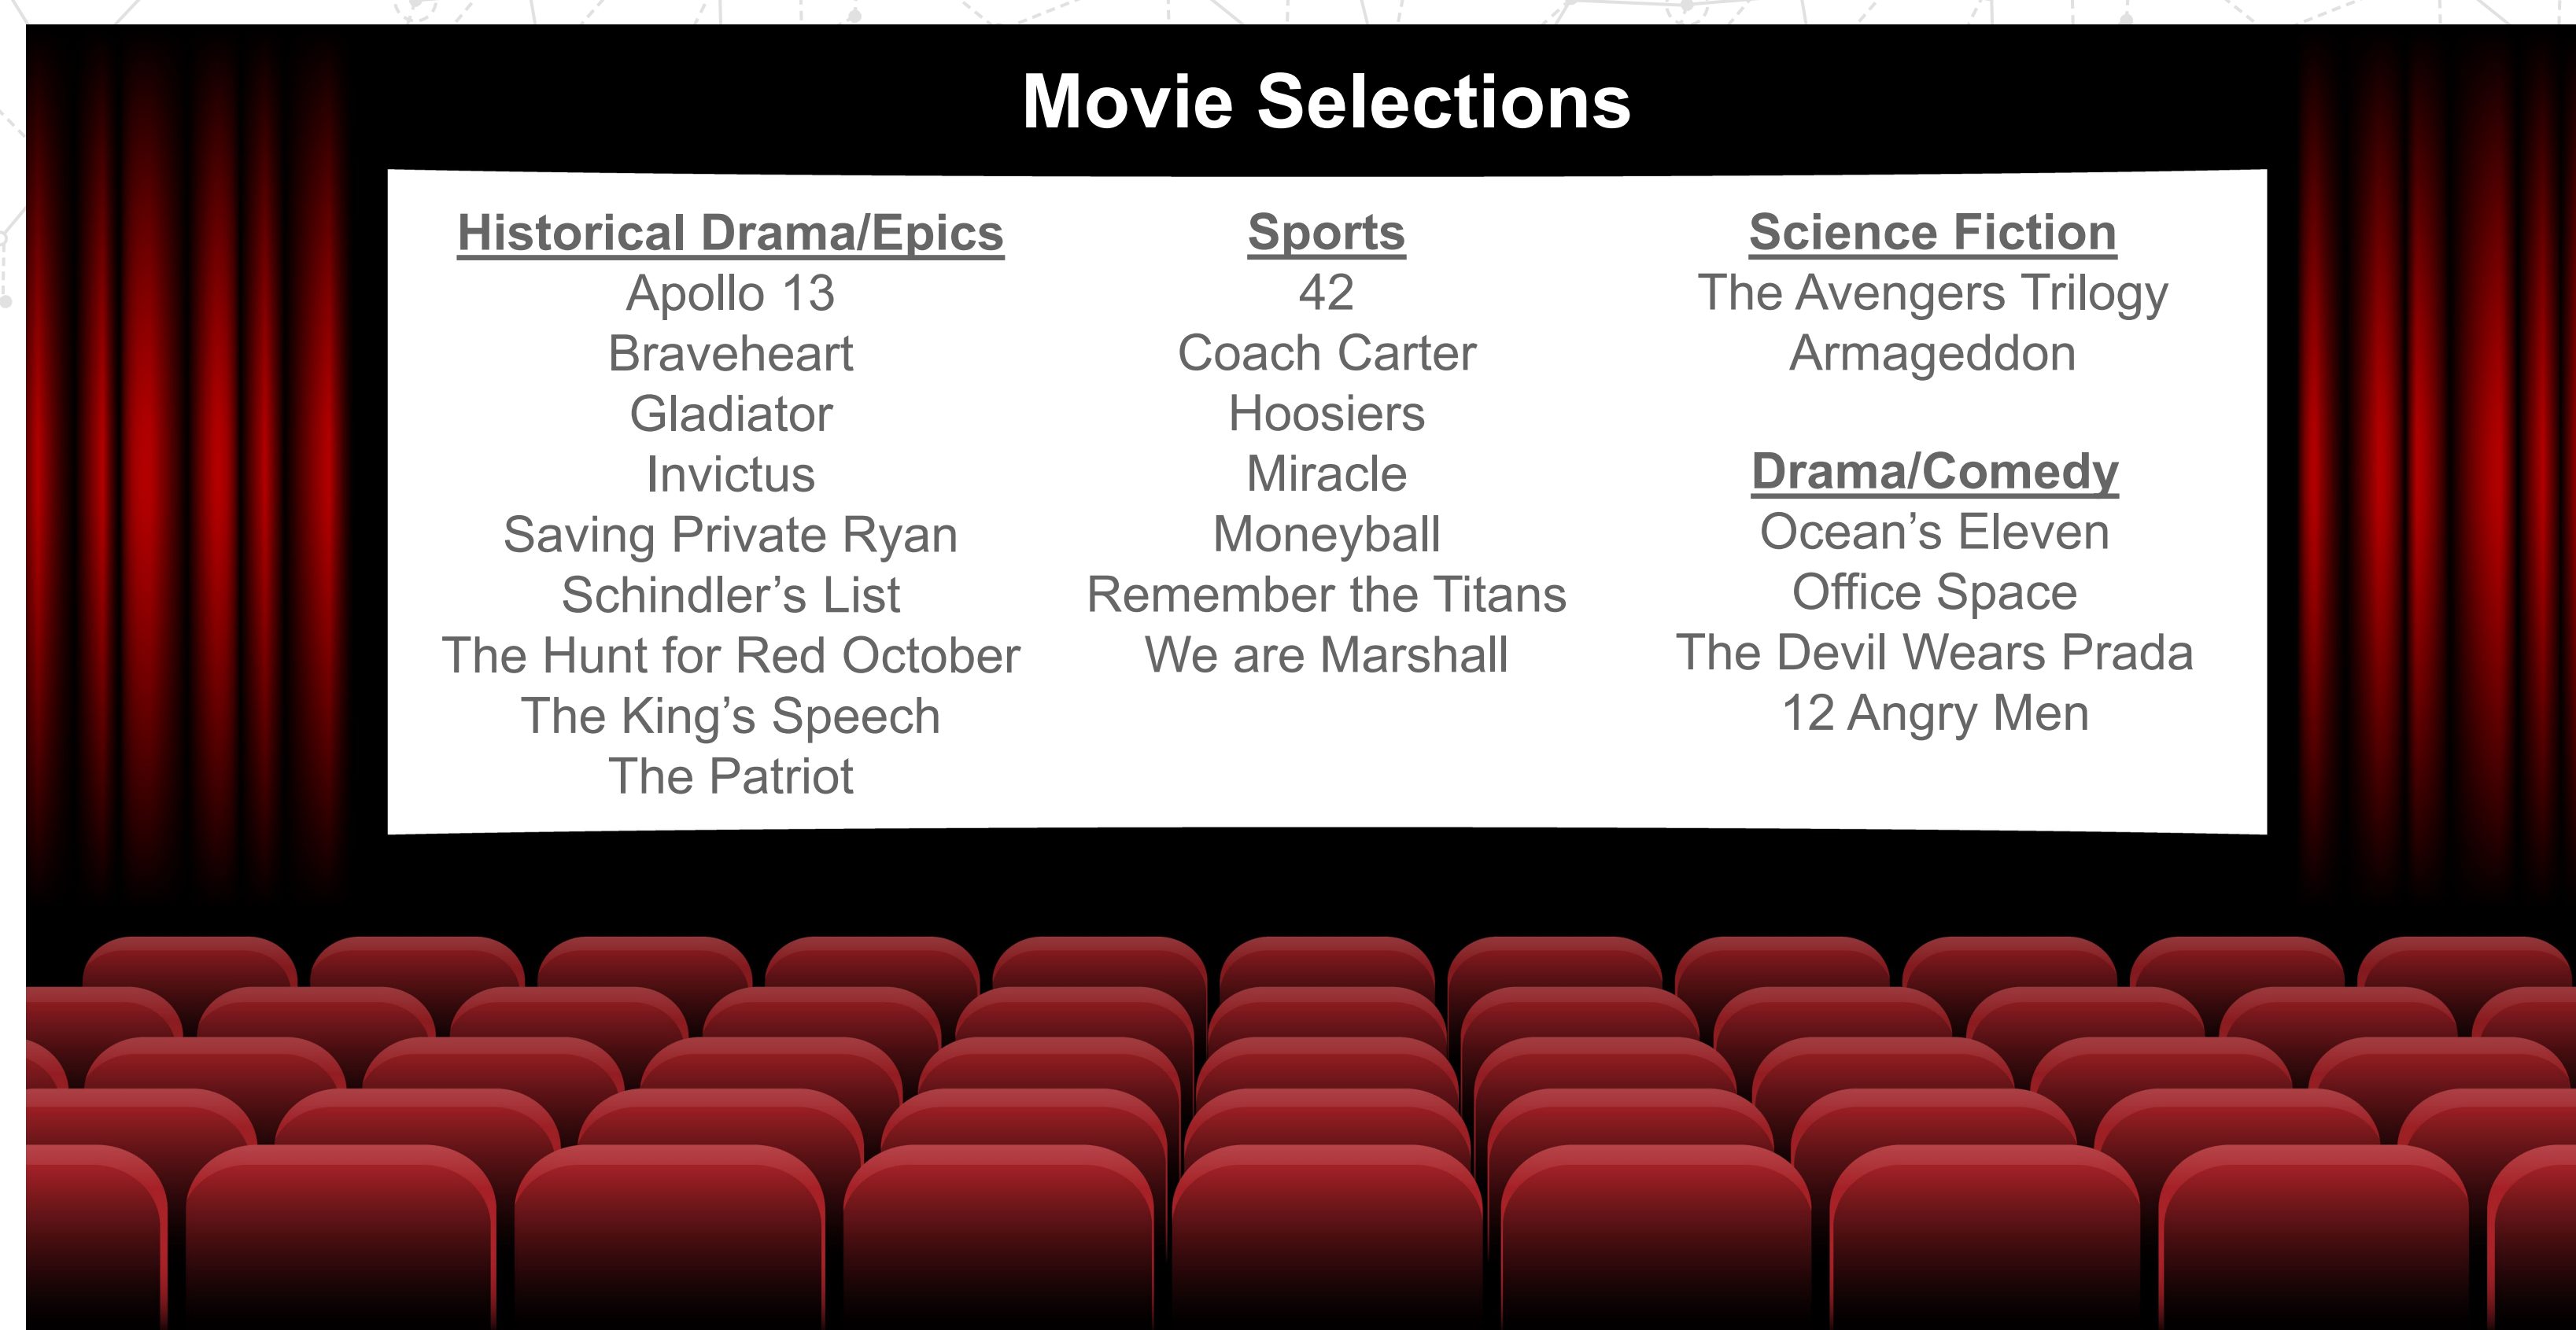 Movie Selections
Historical Drama/Epics
Apollo 13
Braveheart
Gladiator
Invictus
Saving Private Ryan
Schindler’s List
The Hunt for Red October
The King’s Speech
The Patriot
Sports
42
Coach Carter
Hoosiers
Miracle
Moneyball
Remember the Titans
We are Marshall
Science Fiction
The Avengers Trilogy
Armageddon
Drama/Comedy
Ocean’s Eleven
Office Space
The Devil Wears Prada
12 Angry Men